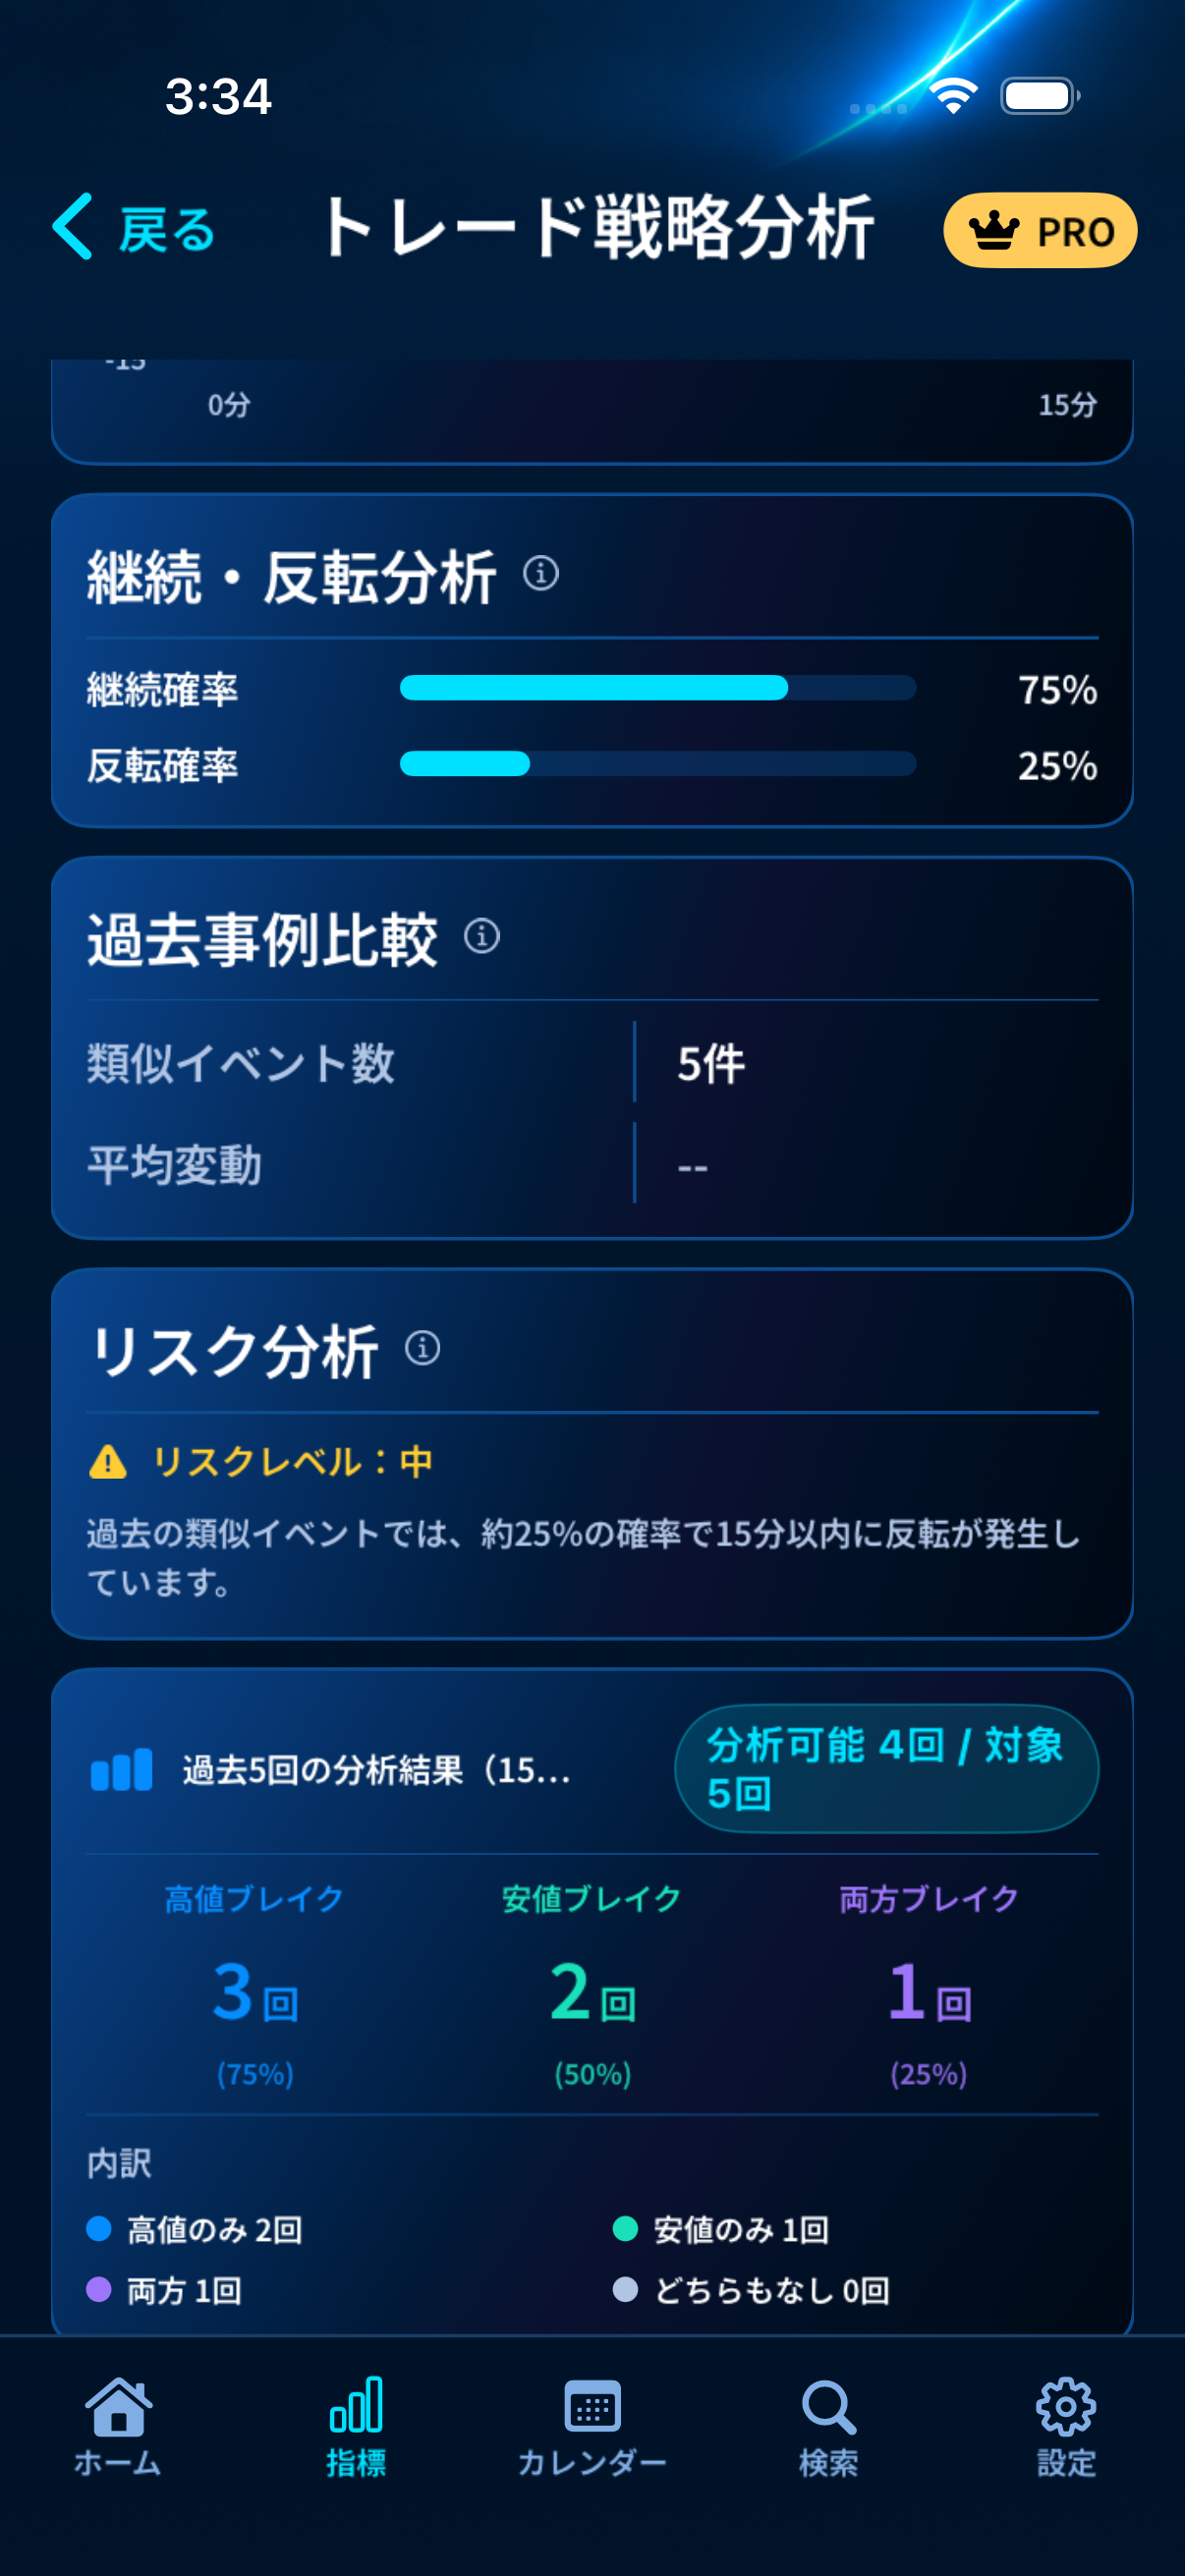 3:34
戻る
トレード戦略分析
PRO
-15
0分
15分
継続・反転分析
継続確率
75%
反転確率
25%
過去事例比較
類似イベント数
5件
平均変動
--
リスク分析
リスクレベル：中
過去の類似イベントでは、約25%の確率で15分以内に反転が発生し
ています。
過去5回の分析結果（15...
分析可能 4回 / 対象
5回
高値ブレイク
安値ブレイク
両方ブレイク
3回
2回
1回
(75%)
(50%)
(25%)
内訳
高値のみ 2回
安値のみ 1回
両方 1回
どちらもなし 0回
ホーム
指標
カレンダー
検索
設定